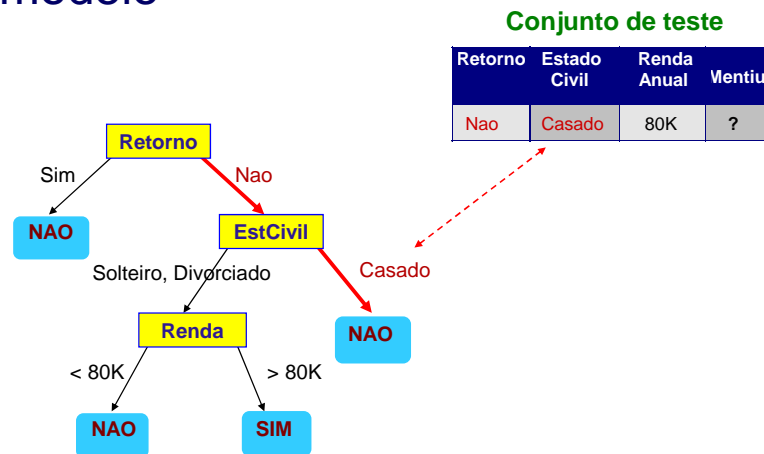 modelo
Conjunto de teste
Retorno Estado Civil Renda Anual Mentiu
Nao Casado 80K ?
Retorno
Sim Nao
NAO EstCivil
Solteiro, Divorciado Casado
Renda NAO
< 80K > 80K
NAO SIM